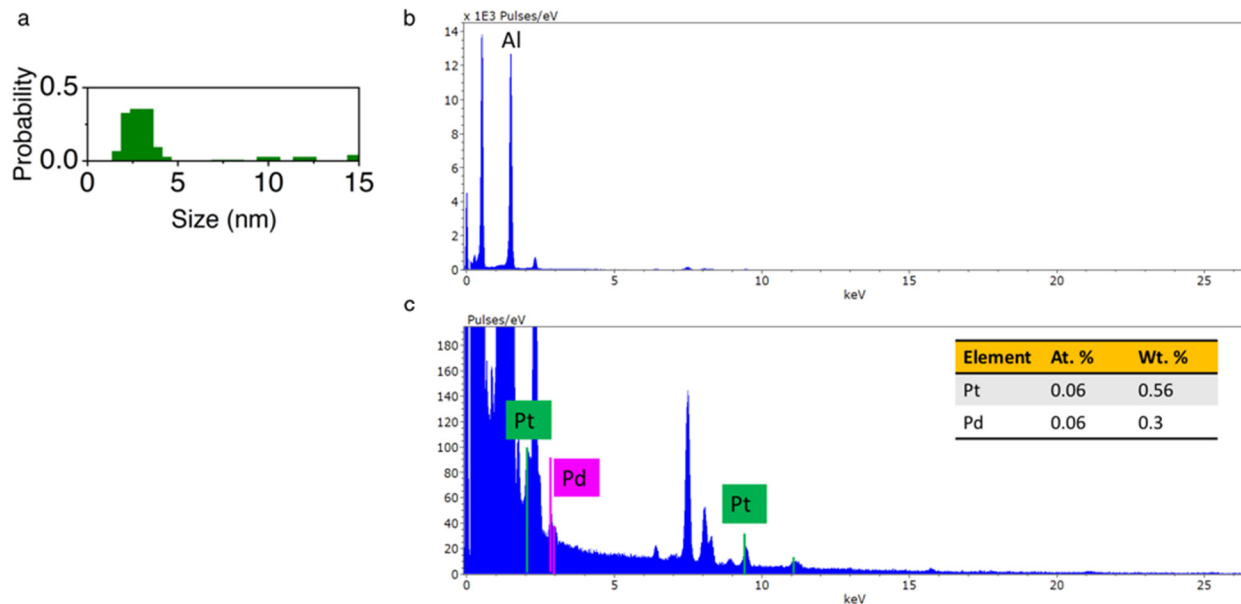 a
0.5
Probability
0.0
0 5 10 15
Size (nm)
b
x 1E3 Pulses/eV
14
Al
12
10
8
6
4
2
0
0 5 10 15 20 25
keV
c
Pulses/eV
180
160
140
120
100
80
60
40
20
0
Pt
Pd
Pt
0 5 10 15 20 25
keV
Element At. % Wt. %
Pt 0.06 0.56
Pd 0.06 0.3